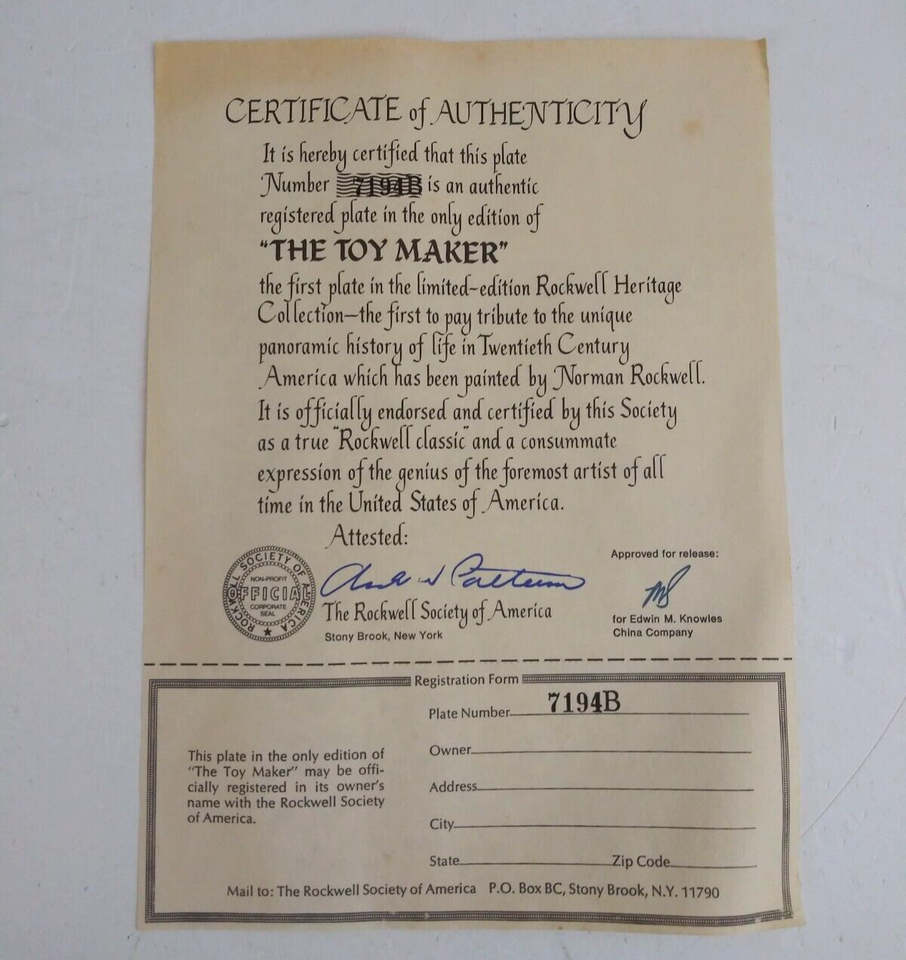 CERTIFICATE of AUTHENTICITY
It is hereby certified that this plate
Number 7194B is an authentic
registered plate in the only edition of
“THE TOY MAKER”
the first plate in the limited-edition Rockwell Heritage
Collection—the first to pay tribute to the unique
panoramic history of life in Twentieth Century
America which has been painted by Norman Rockwell.
It is officially endorsed and certified by this Society
as a true "Rockwell classic" and a consummate
expression of the genius of the foremost artist of all
time in the United States of America.
Attested:
ROCKWELL SOCIETY OF AMERICA
NON-PROFIT
OFFICIAL
CORPORATE
SEAL
The Rockwell Society of America
Stony Brook, New York
Approved for release:
for Edwin M. Knowles
China Company
Registration Form
This plate in the only edition of
“The Toy Maker” may be offi-
cially registered in its owner's
name with the Rockwell Society
of America.
Plate Number 7194B
Owner
Address
City
State Zip Code
Mail to: The Rockwell Society of America P.O. Box BC, Stony Brook, N.Y. 11790